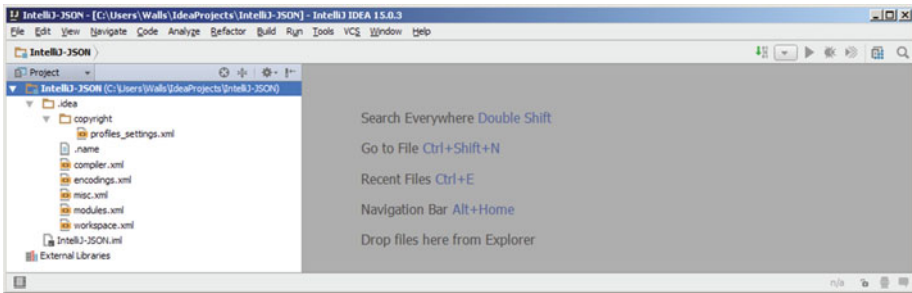 IntelliJ-JSON - [C:\Users\Walls\IdeaProjects\IntelliJ-JSON] - IntelliJ IDEA 15.0.3
File Edit View Navigate Code Analyze Refactor Build Run Tools VCS Window Help
IntelliJ-JSON
Project
IntelliJ-JSON (C:\Users\Walls\IdeaProjects\IntelliJ-JSON)
.idea
copyright
profiles_settings.xml
.name
compiler.xml
encodings.xml
misc.xml
modules.xml
workspace.xml
IntelliJ-JSON.iml
External Libraries
Search Everywhere Double Shift
Go to File Ctrl+Shift+N
Recent Files Ctrl+E
Navigation Bar Alt+Home
Drop files here from Explorer
n/a